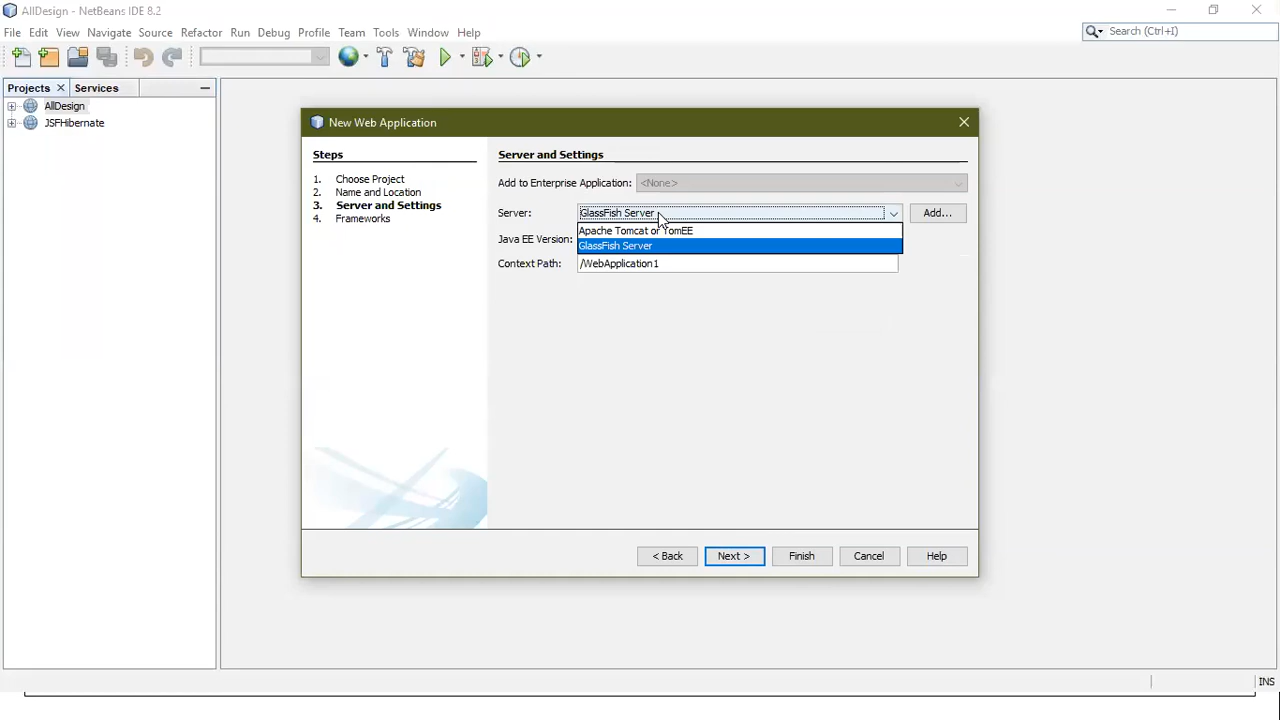 AllDesign - NetBeans IDE 8.2
File Edit View Navigate Source Refactor Run Debug Profile Team Tools Window Help
Search (Ctrl+I)
Projects Services
AllDesign
JSFHibernate
New Web Application
Steps
1. Choose Project
2. Name and Location
3. Server and Settings
4. Frameworks
Server and Settings
Add to Enterprise Application: <None>
Server: GlassFish Server Add...
Apache Tomcat or TomEE
GlassFish Server
Java EE Version:
Context Path: /WebApplication1
< Back Next > Finish Cancel Help
INS